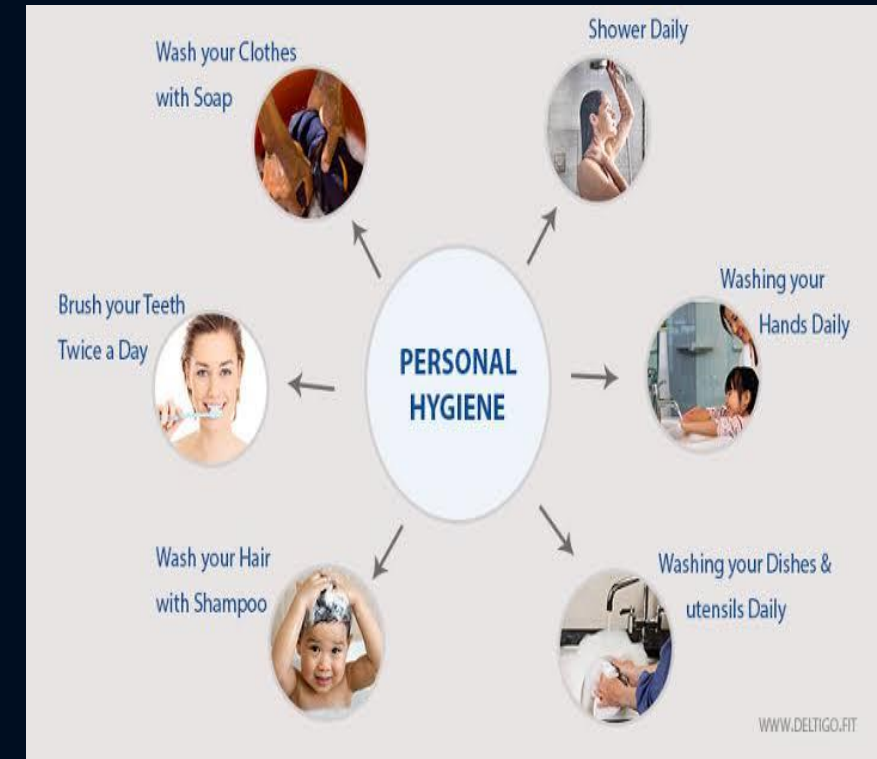 Wash your Clothes
with Soap
Shower Daily
Brush your Teeth
Twice a Day
Washing your
Hands Daily
PERSONAL
HYGIENE
Wash your Hair
with Shampoo
Washing your Dishes &
utensils Daily
WWW.DELTIGO.FIT